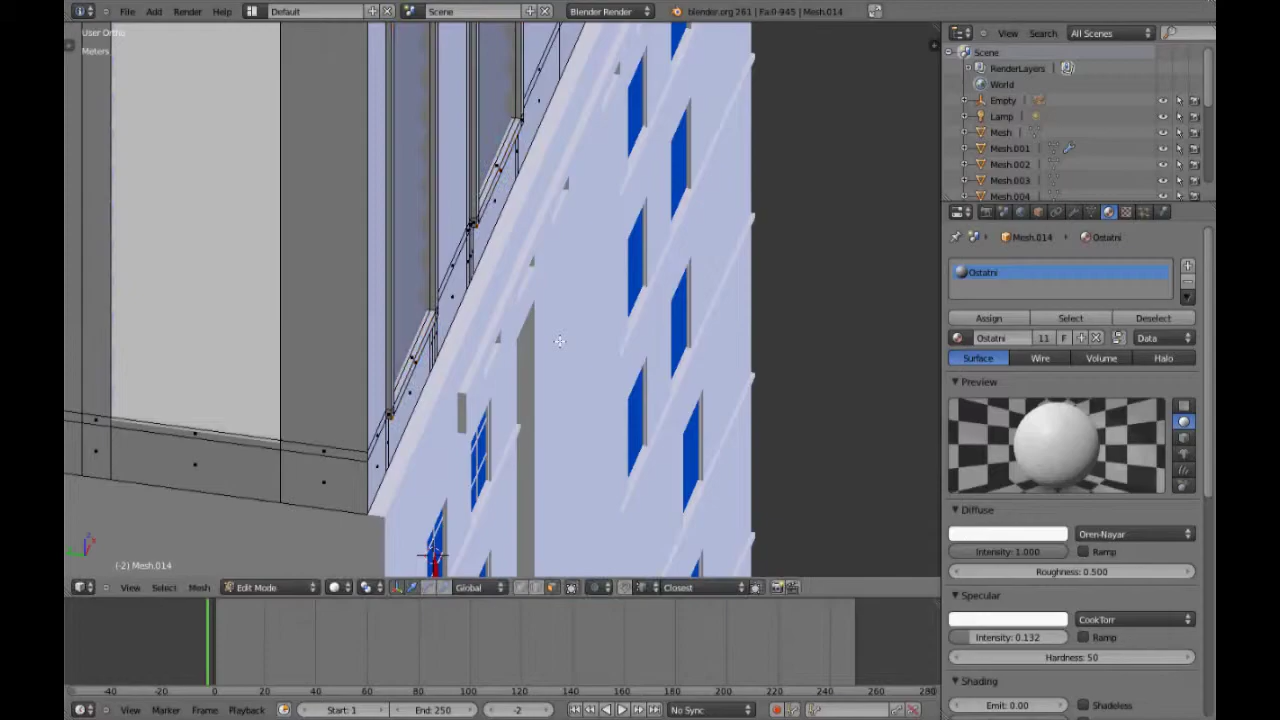 File Add Render Help Default Scene Blender Render blender.org 261 | Fa:0-945 | Mesh.014
User Ortho
Meters
View Search All Scenes
Scene
RenderLayers
World
Empty
Lamp
Mesh
Mesh.001
Mesh.002
Mesh.003
Mesh.004
Mesh.014 Ostatni
Ostatni
Assign Select Deselect
Ostatni 11 F Data
Surface Wire Volume Halo
Preview
Diffuse
Oren-Nayar
Intensity: 1.000 Ramp
Roughness: 0.500
Specular
CookTorr
Intensity: 0.132 Ramp
Hardness: 50
Shading
Emit: 0.00 Shadeless
(-2) Mesh.014
View Select Mesh Edit Mode Global Closest
-40 -20 0 20 40 60 80 100 120 140 160 180 200 220 240 260 280
View Marker Frame Playback Start: 1 End: 250 -2 No Sync